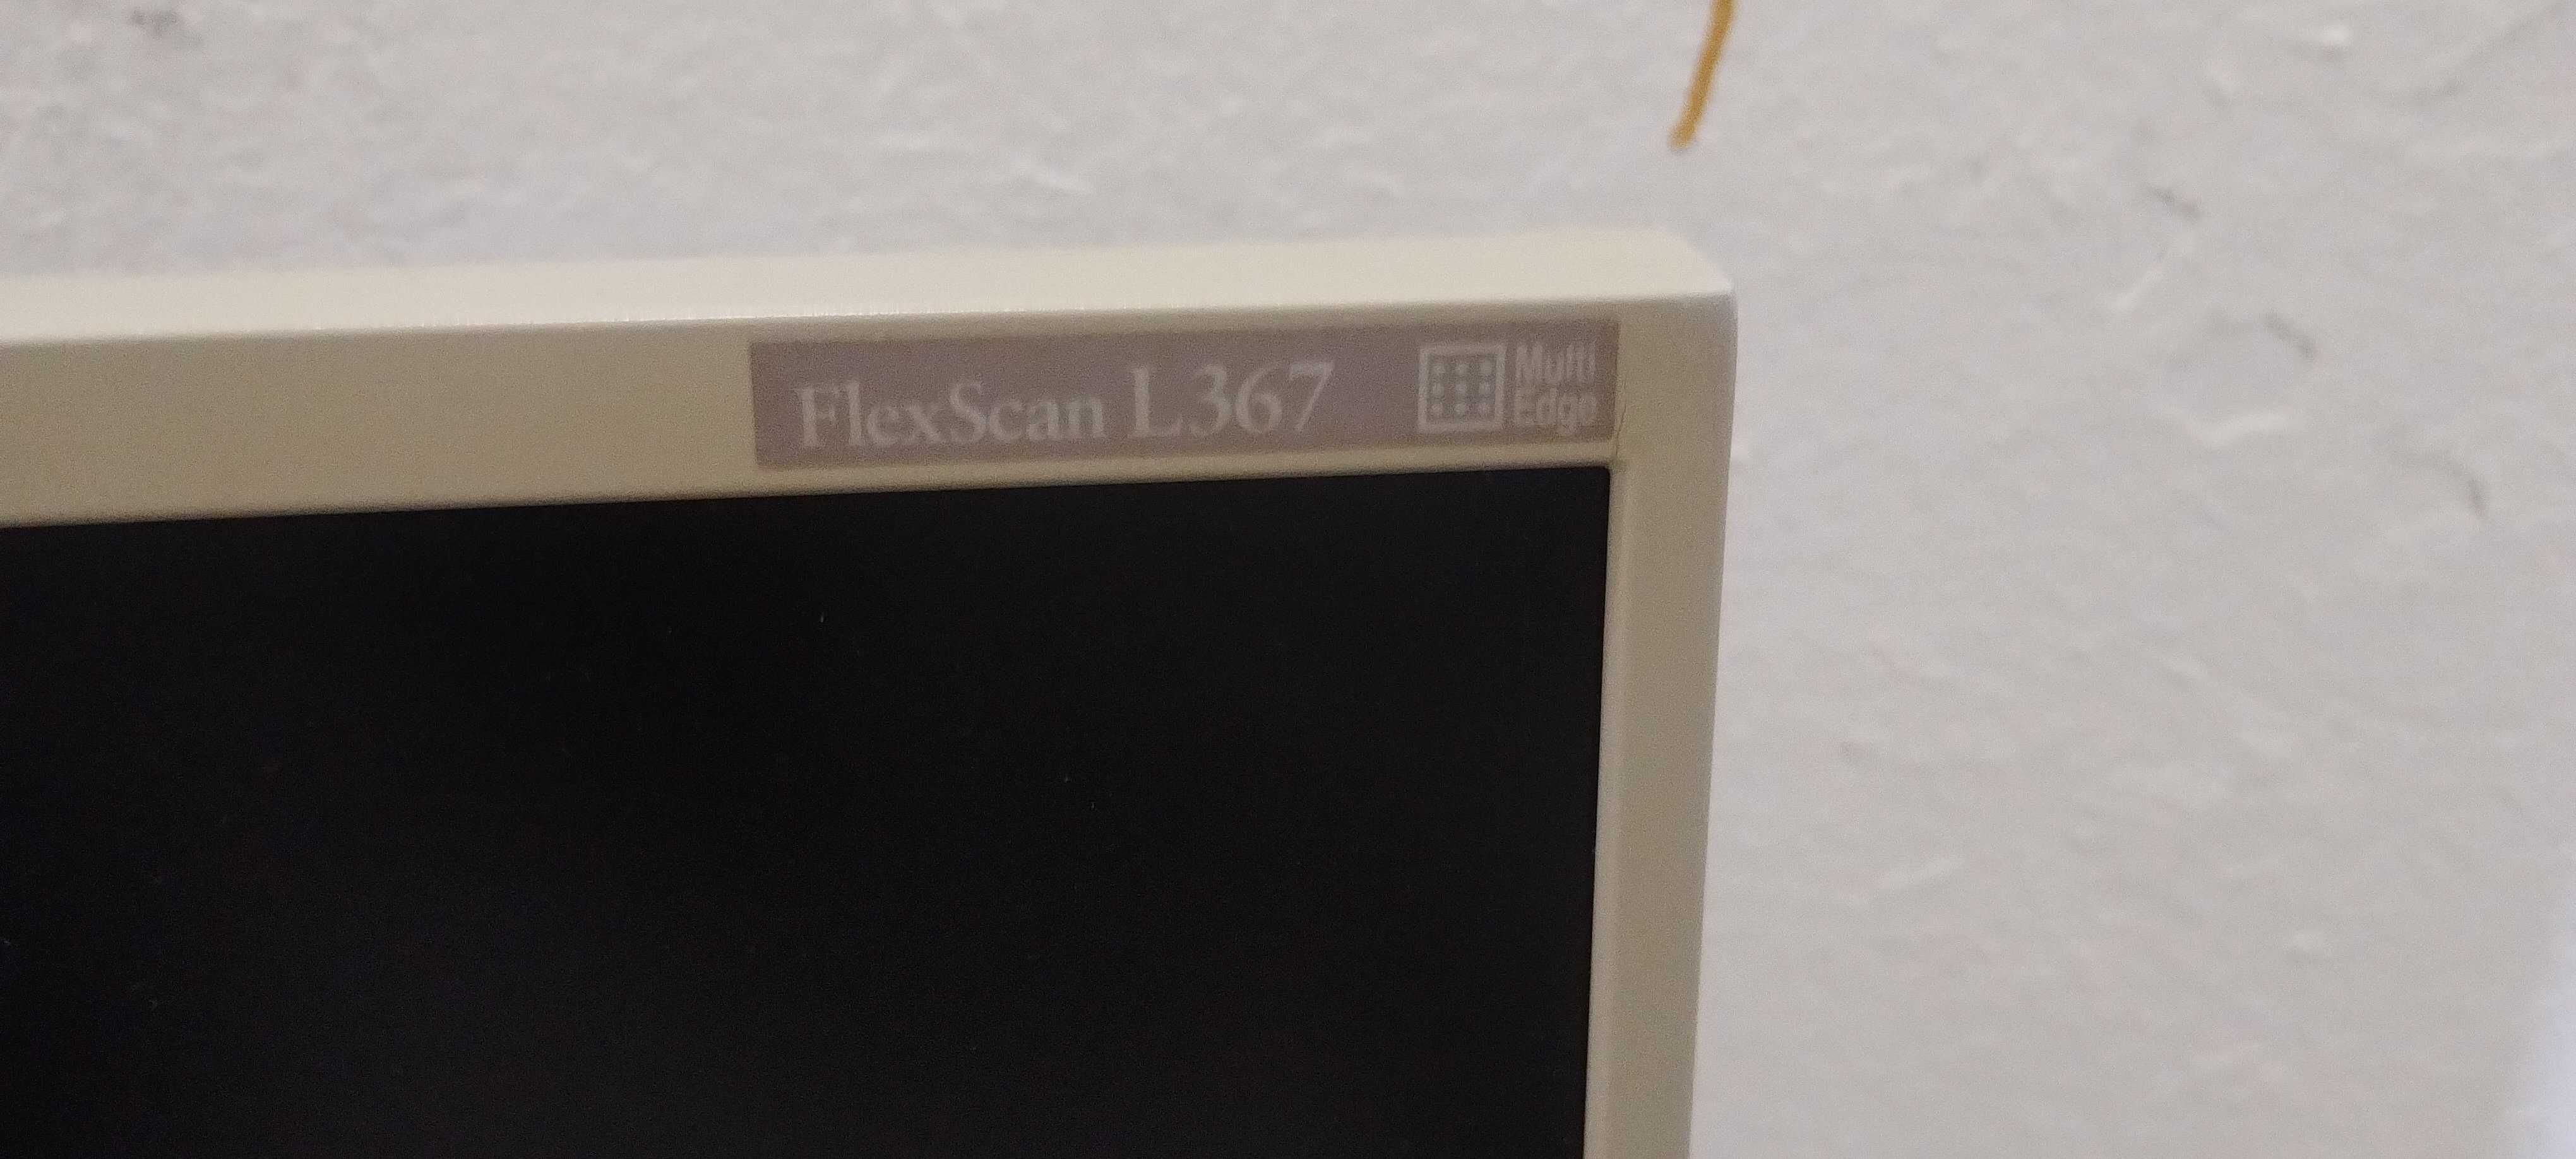 FlexScan L367
Multi
Edge